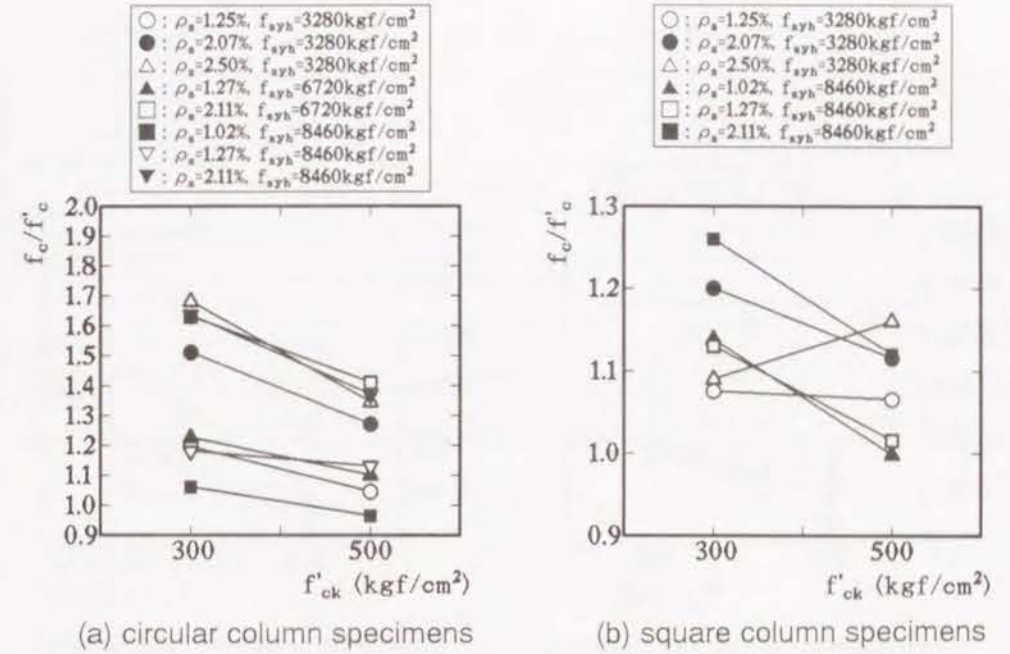 ○ : ρs=1.25%, fsyh=3280kgf/cm²
● : ρs=2.07%, fsyh=3280kgf/cm²
△ : ρs=2.50%, fsyh=3280kgf/cm²
▲ : ρs=1.27%, fsyh=6720kgf/cm²
□ : ρs=2.11%, fsyh=6720kgf/cm²
■ : ρs=1.02%, fsyh=8460kgf/cm²
▽ : ρs=1.27%, fsyh=8460kgf/cm²
▼ : ρs=2.11%, fsyh=8460kgf/cm²
fc/f'c
2.0
1.9
1.8
1.7
1.6
1.5
1.4
1.3
1.2
1.1
1.0
0.9
300 500
f'ck (kgf/cm²)
(a) circular column specimens
○ : ρs=1.25%, fsyh=3280kgf/cm²
● : ρs=2.07%, fsyh=3280kgf/cm²
△ : ρs=2.50%, fsyh=3280kgf/cm²
▲ : ρs=1.02%, fsyh=8460kgf/cm²
□ : ρs=1.27%, fsyh=8460kgf/cm²
■ : ρs=2.11%, fsyh=8460kgf/cm²
fc/f'c
1.3
1.2
1.1
1.0
0.9
300 500
f'ck (kgf/cm²)
(b) square column specimens